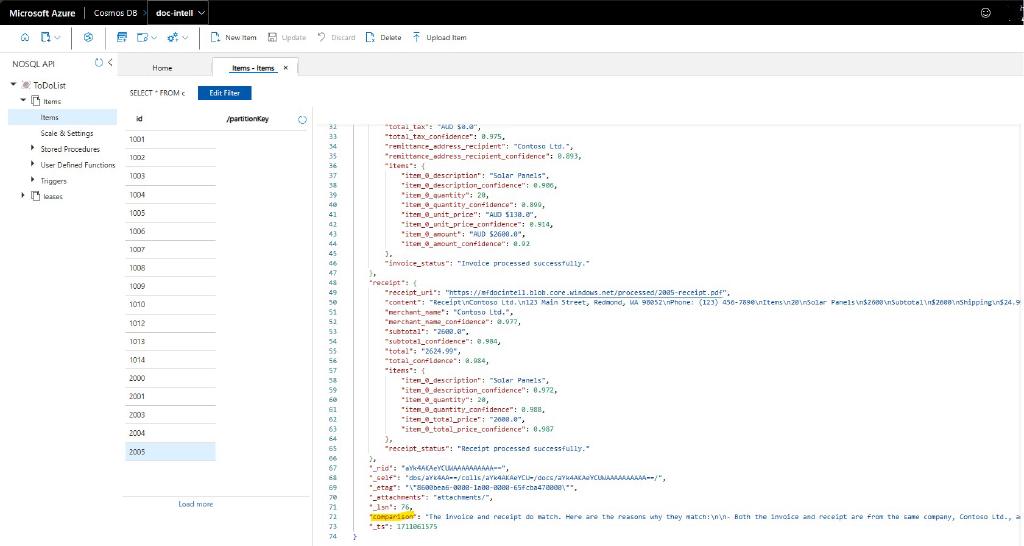 Microsoft Azure Cosmos DB doc-intell
New Item Update Discard Delete Upload Item
NOSQL API
Home
Items - Items
ToDoList
Items
Items
Scale & Settings
Stored Procedures
User Defined Functions
Triggers
leases
SELECT * FROM c
Edit Filter
id /partitionKey
1001
1002
1003
1004
1005
1006
1007
1008
1009
1010
1012
1013
1014
2000
2001
2003
2004
2005
Load more
32 "total_tax": "AUD $0.0",
33 "total_tax_confidence": 0.975,
34 "remittance_address_recipient": "Contoso Ltd.",
35 "remittance_address_recipient_confidence": 0.893,
36 "items": {
37 "item_0_description": "Solar Panels",
38 "item_0_description_confidence": 0.906,
39 "item_0_quantity": 20,
40 "item_0_quantity_confidence": 0.899,
41 "item_0_unit_price": "AUD $130.0",
42 "item_0_unit_price_confidence": 0.914,
43 "item_0_amount": "AUD $2600.0",
44 "item_0_amount_confidence": 0.92
45 },
46 "invoice_status": "Invoice processed successfully."
47 },
48 "receipt": {
49 "receipt_uri": "https://mfdocintell.blob.core.windows.net/processed/2005-receipt.pdf",
50 "content": "Receipt\nContoso Ltd.\n123 Main Street, Redmond, WA 98052\nPhone: (123) 456-7890\nItems\n20\nSolar Panels\n$2600\nSubtotal\n$2600\nShipping\n$24.9
51 "merchant_name": "Contoso Ltd.",
52 "merchant_name_confidence": 0.977,
53 "subtotal": "2600.0",
54 "subtotal_confidence": 0.984,
55 "total": "2624.99",
56 "total_confidence": 0.984,
57 "items": {
58 "item_0_description": "Solar Panels",
59 "item_0_description_confidence": 0.972,
60 "item_0_quantity": 20,
61 "item_0_quantity_confidence": 0.988,
62 "item_0_total_price": "2600.0",
63 "item_0_total_price_confidence": 0.987
64 },
65 "receipt_status": "Receipt processed successfully."
66 },
67 "_rid":
68 "_self":
69 "_etag":
70 "_attachments": "attachments/",
71 "_lsn": 76,
72 "comparison": "The invoice and receipt do match. Here are the reasons why they match:\n\n- Both the invoice and receipt are from the same company, Contoso Ltd., a
73 "_ts": 1711061575
74 }